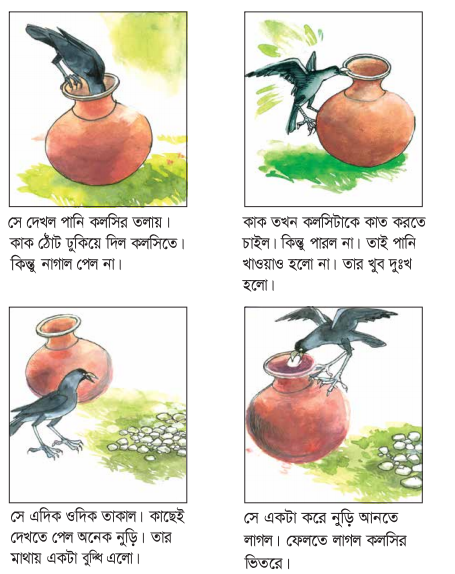 সে দেখল পানি কলসির তলায়।
কাক ঠোঁট ঢুকিয়ে দিল কলসিতে।
কিন্তু নাগাল পেল না।
কাক তখন কলসিটাকে কাত করতে
চাইল। কিন্তু পারল না। তাই পানি
খাওয়াও হলো না। তার খুব দুঃখ
হলো।
সে এদিক ওদিক তাকাল। কাছেই
দেখতে পেল অনেক নুড়ি। তার
মাথায় একটা বুদ্ধি এলো।
সে একটা করে নুড়ি আনতে
লাগল। ফেলতে লাগল কলসির
ভিতরে।